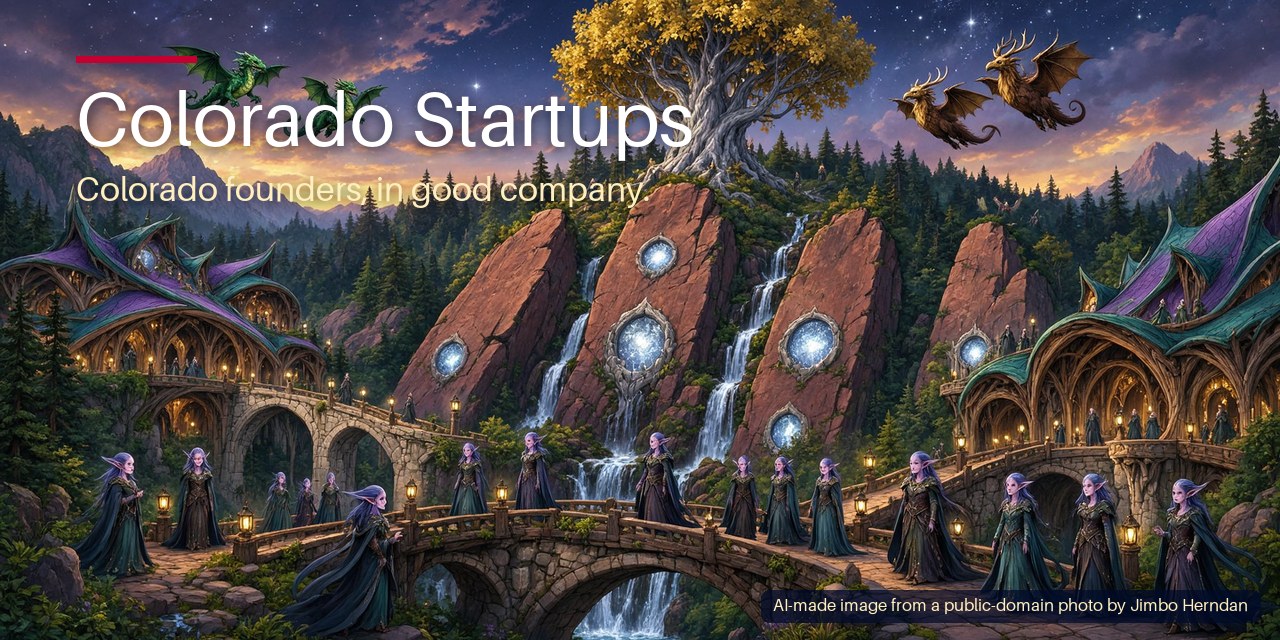 Colorado Startups
Colorado founders, in good company.
AI-made image from a public-domain photo by Jimbo Herndan